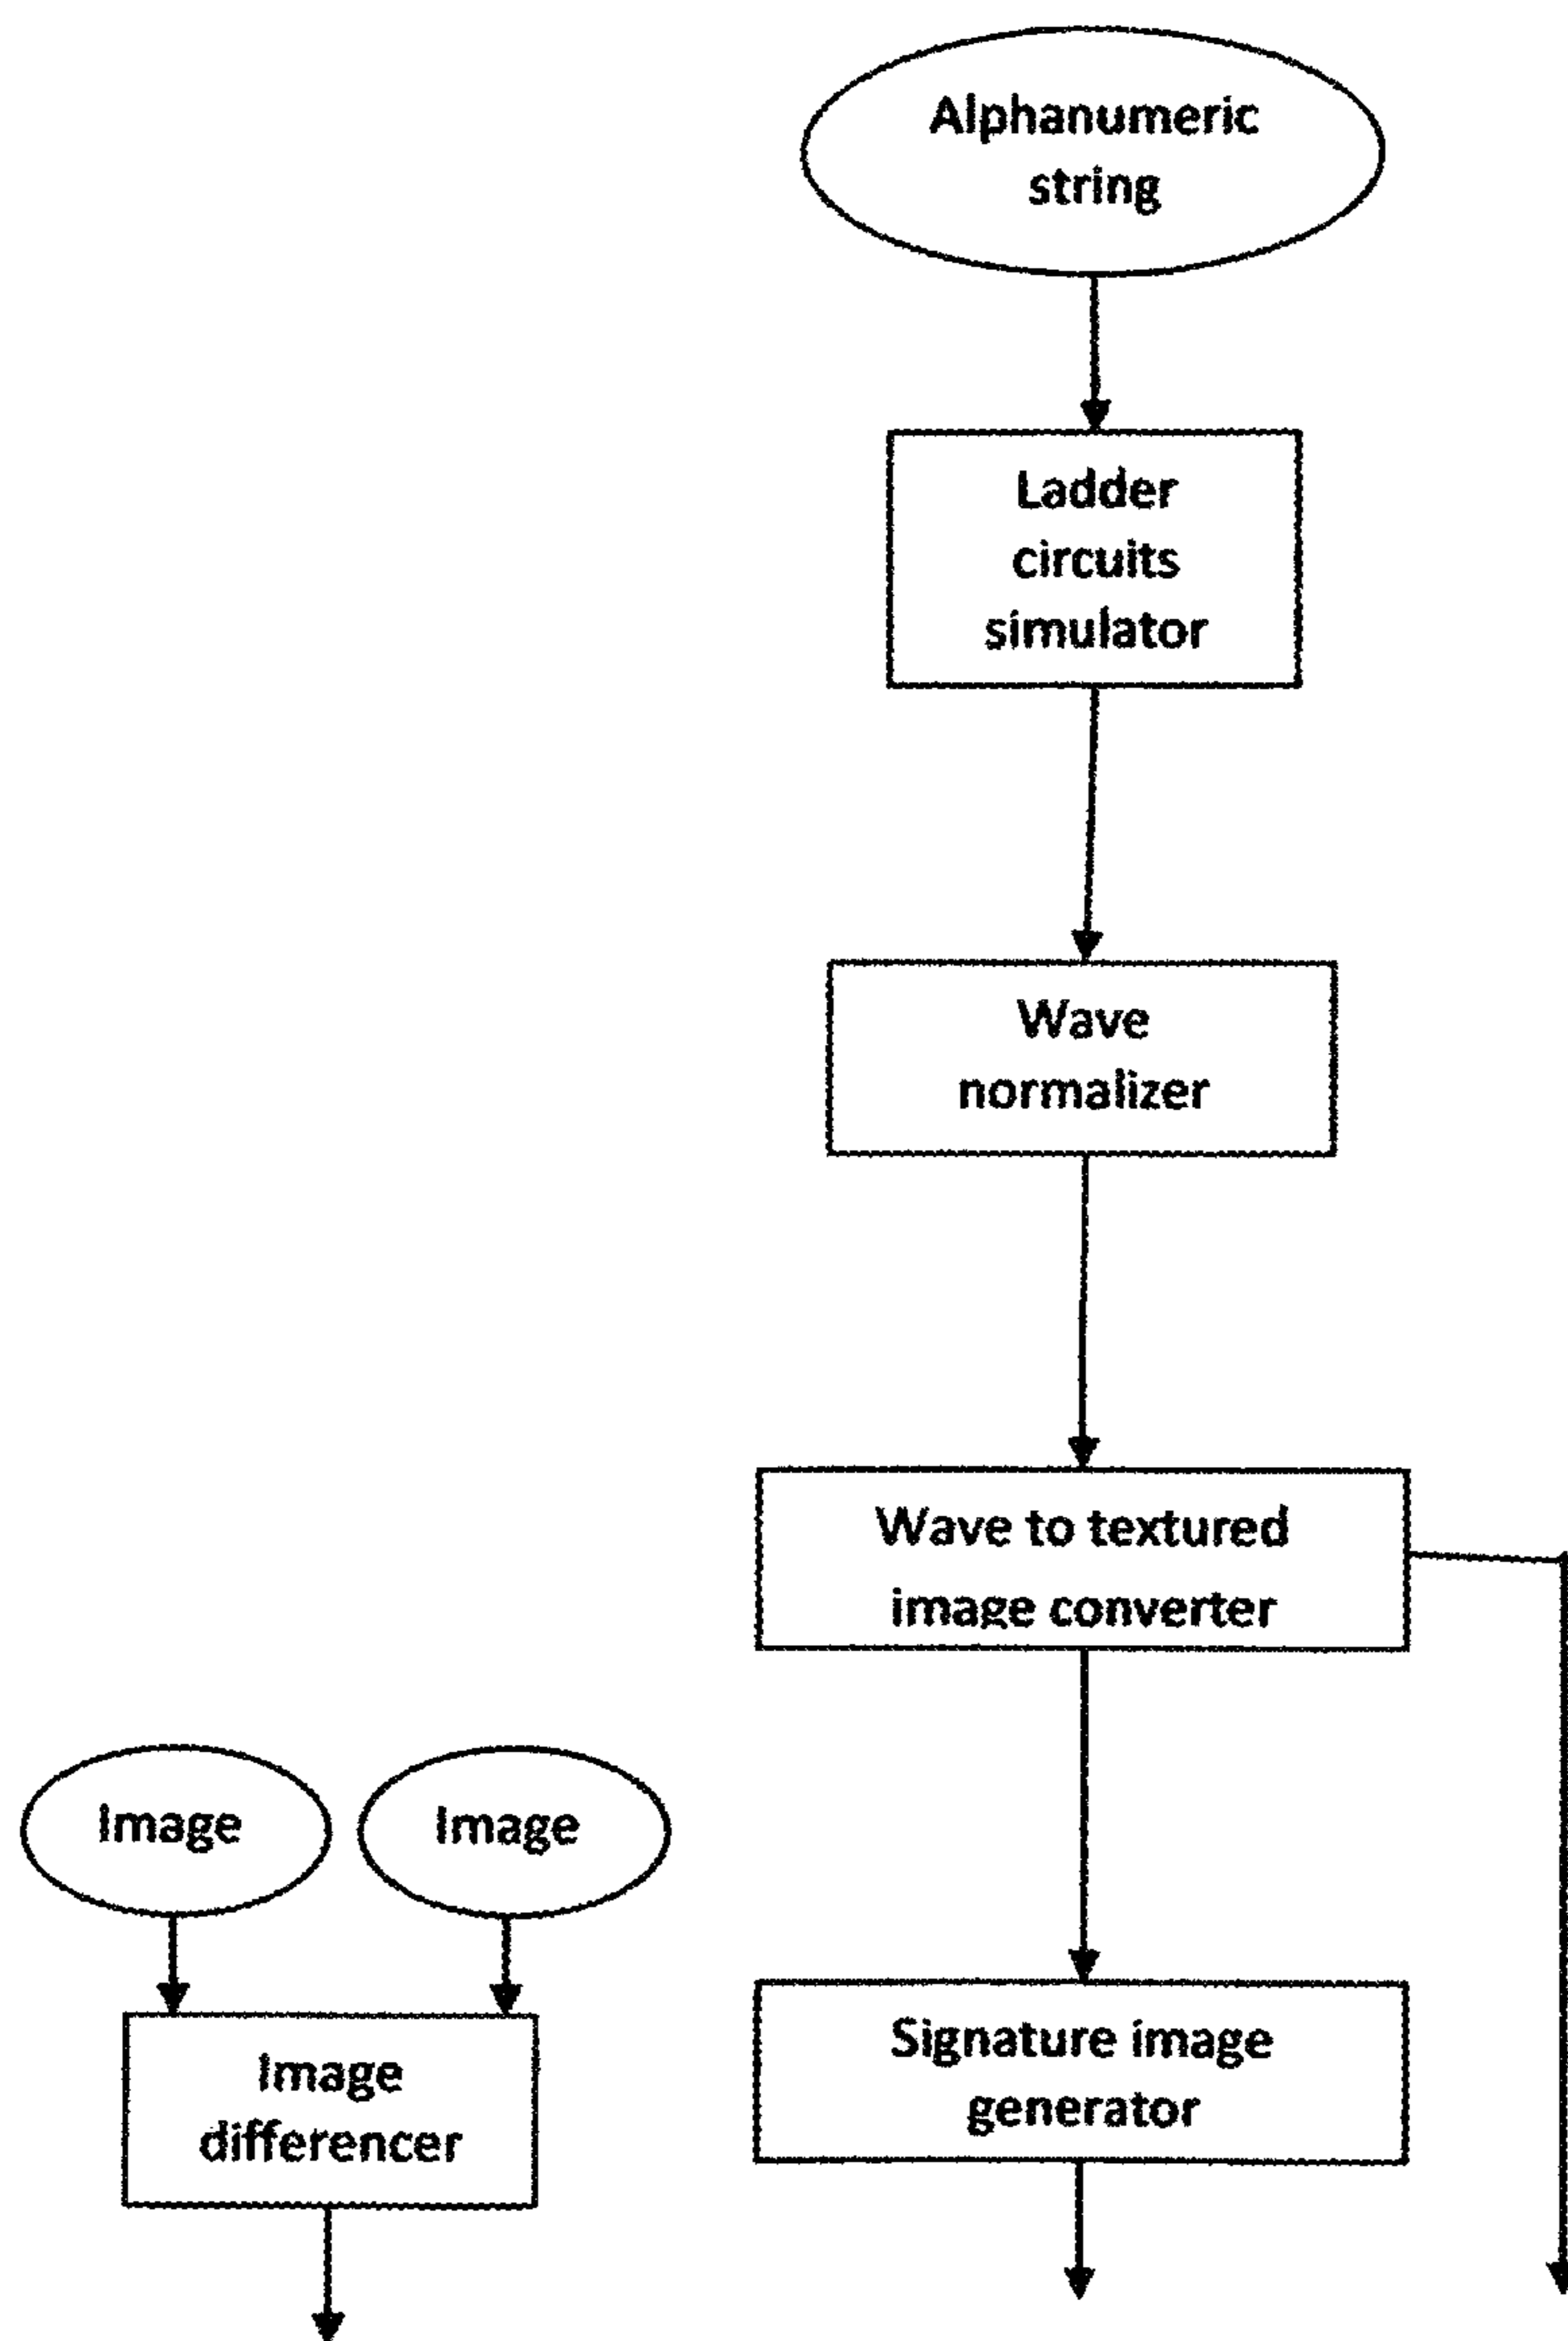 Alphanumeric
string
Ladder
circuits
simulator
Wave
normalizer
Wave to textured
image converter
Image
Image
Image
differencer
Signature image
generator